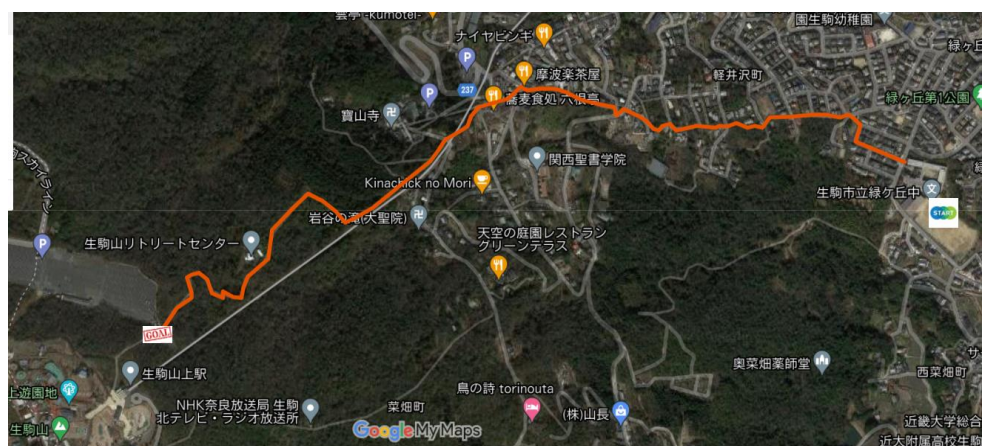 雲亭 -kumotei-
ナイヤビンギ
園生駒幼稚園
緑ヶ丘
P
摩波楽茶屋
軽井沢町
237
P
蕎麦食処 六根亭
緑ケ丘第1公園
寶山寺
関西聖書学院
スカイライン
Kinachick no Mori
生駒市立緑ケ丘中
岩谷の滝(大聖院)
START
P
生駒山リトリートセンター
天空の庭園レストラン
グリーンテラス
GOAL
生駒山上駅
奥菜畑薬師堂
上遊園地
鳥の詩 torinouta
西菜畑町
NHK奈良放送局 生駒
北テレビ・ラジオ放送所
菜畑町
(株)山長
生駒山
Google My Maps
近畿大学総合
近大附属高校生駒